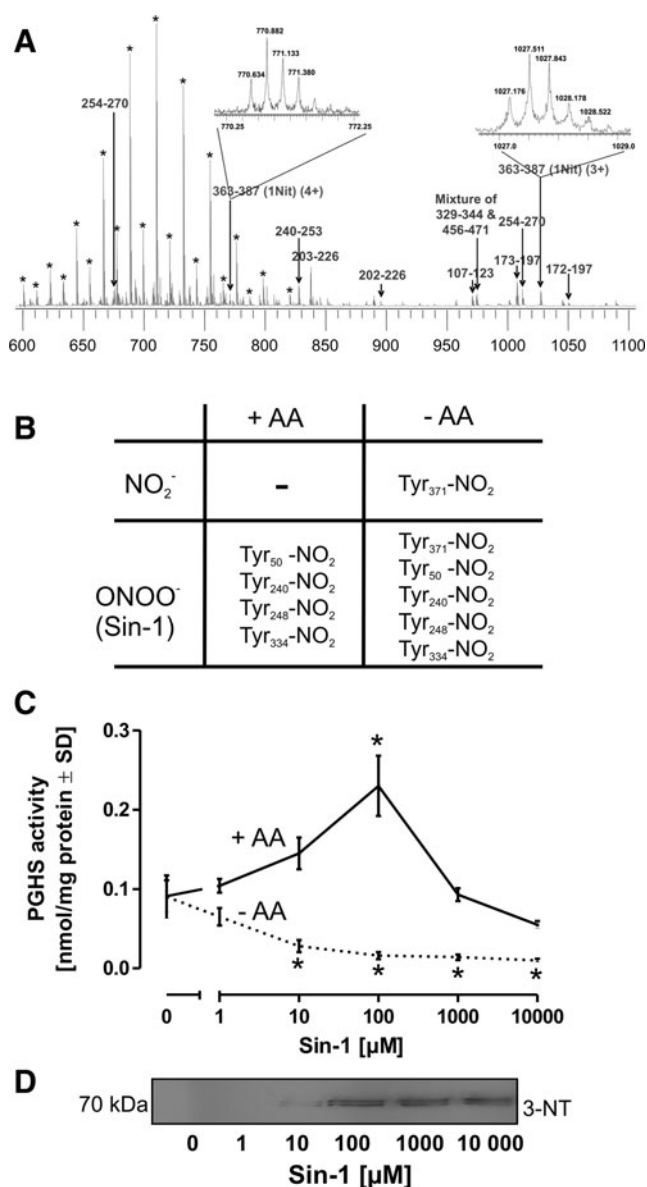 A
770.882
770.634
771.133
771.380
770.25
772.25
1027.511
1027.843
1027.176
1028.178
1028.522
1027.0
1029.0
254-270
363-387 (1Nit) (4+)
363-387 (1Nit) (3+)
240-253
203-226
202-226
Mixture of
329-344 &
456-471
254-270
173-197
107-123
172-197
* * * * * * * * * * * * * * * * * * *
600 650 700 750 800 850 900 950 1000 1050 1100
B
+ AA - AA
NO₂⁻ - Tyr₃₇₁-NO₂
ONOO⁻
(Sin-1)
Tyr₅₀ -NO₂
Tyr₂₄₀-NO₂
Tyr₂₄₈-NO₂
Tyr₃₃₄-NO₂
Tyr₃₇₁-NO₂
Tyr₅₀ -NO₂
Tyr₂₄₀-NO₂
Tyr₂₄₈-NO₂
Tyr₃₃₄-NO₂
C
PGHS activity
[nmol/mg protein ± SD]
0.3
0.2
0.1
0.0
+ AA
- AA
*
* * * *
0 1 10 100 1000 10000
Sin-1 [µM]
D
70 kDa 3-NT
0 1 10 100 1000 10 000
Sin-1 [µM]